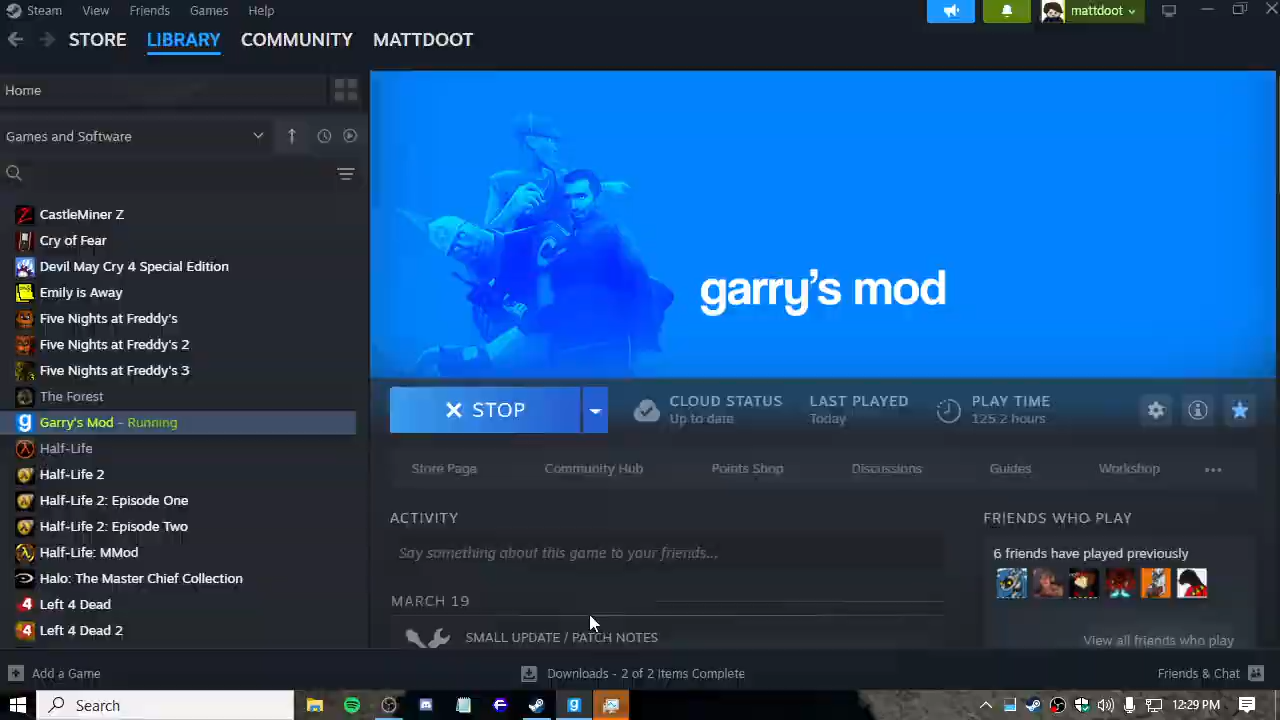 Steam View Friends Games Help
mattdoot
STORE LIBRARY COMMUNITY MATTDOOT
Home
Games and Software
CastleMiner Z
Cry of Fear
Devil May Cry 4 Special Edition
Emily is Away
Five Nights at Freddy's
Five Nights at Freddy's 2
Five Nights at Freddy's 3
The Forest
Garry's Mod - Running
Half-Life
Half-Life 2
Half-Life 2: Episode One
Half-Life 2: Episode Two
Half-Life: MMod
Halo: The Master Chief Collection
Left 4 Dead
Left 4 Dead 2
garry's mod
STOP
CLOUD STATUS
Up to date
LAST PLAYED
Today
PLAY TIME
125.2 hours
Store Page Community Hub Points Shop Discussions Guides Workshop
ACTIVITY
Say something about this game to your friends...
MARCH 19
SMALL UPDATE / PATCH NOTES
FRIENDS WHO PLAY
6 friends have played previously
View all friends who play
Add a Game
Downloads - 2 of 2 Items Complete
Friends & Chat
Search
12:29 PM